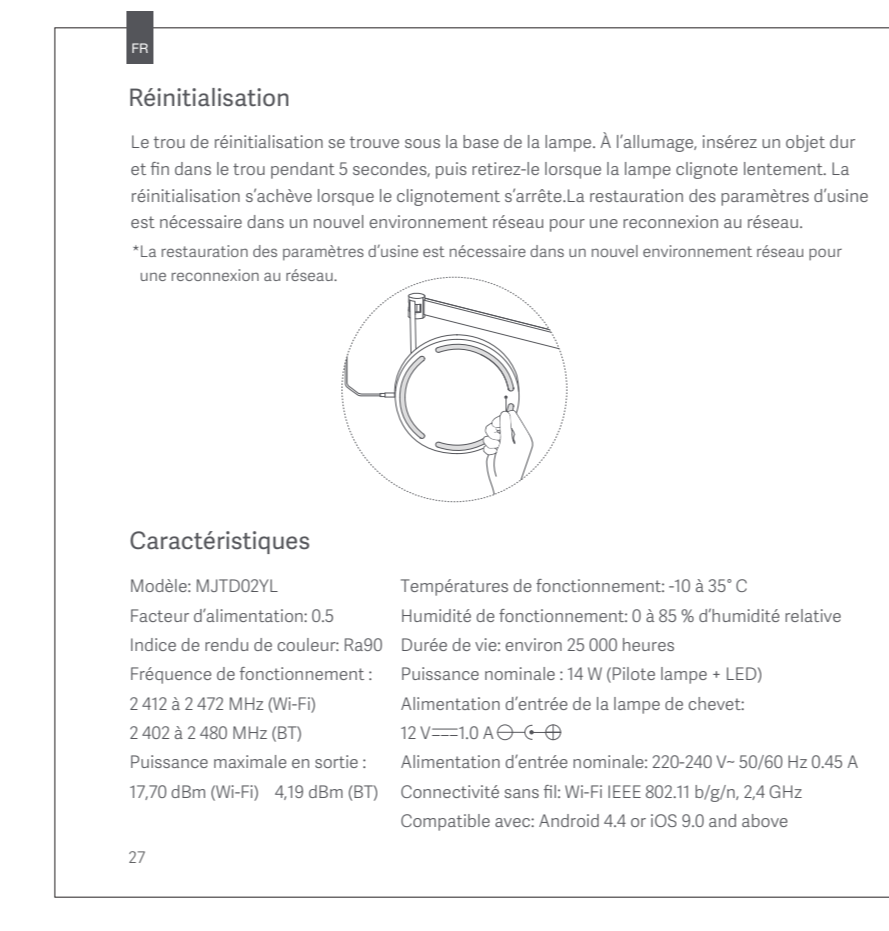 FR
Réinitialisation
Le trou de réinitialisation se trouve sous la base de la lampe. À l’allumage, insérez un objet dur
et fin dans le trou pendant 5 secondes, puis retirez-le lorsque la lampe clignote lentement. La
réinitialisation s’achève lorsque le clignotement s’arrête.La restauration des paramètres d’usine
est nécessaire dans un nouvel environnement réseau pour une reconnexion au réseau.
*La restauration des paramètres d’usine est nécessaire dans un nouvel environnement réseau pour
une reconnexion au réseau.
Caractéristiques
Modèle: MJTD02YL
Facteur d’alimentation: 0.5
Indice de rendu de couleur: Ra90
Fréquence de fonctionnement :
2 412 à 2 472 MHz (Wi-Fi)
2 402 à 2 480 MHz (BT)
Puissance maximale en sortie :
17,70 dBm (Wi-Fi) 4,19 dBm (BT)
Températures de fonctionnement: -10 à 35° C
Humidité de fonctionnement: 0 à 85 % d’humidité relative
Durée de vie: environ 25 000 heures
Puissance nominale : 14 W (Pilote lampe + LED)
Alimentation d’entrée de la lampe de chevet:
12 V⎓1.0 A
Alimentation d’entrée nominale: 220-240 V~ 50/60 Hz 0.45 A
Connectivité sans fil: Wi-Fi IEEE 802.11 b/g/n, 2,4 GHz
Compatible avec: Android 4.4 or iOS 9.0 and above
27